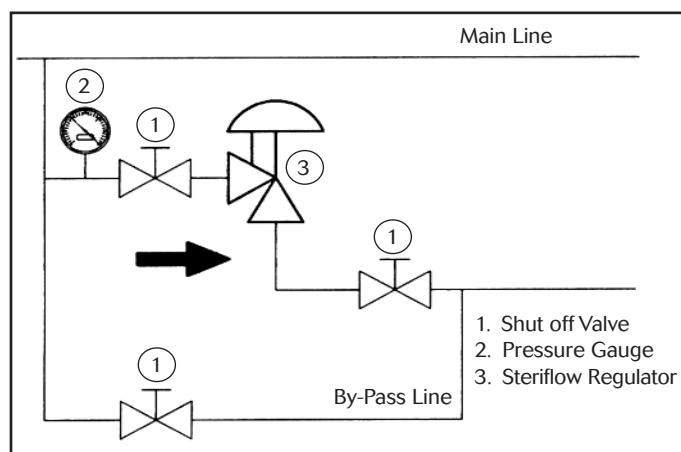 Main Line
2
1
3
1
1. Shut off Valve
2. Pressure Gauge
3. Steriflow Regulator
1
By-Pass Line